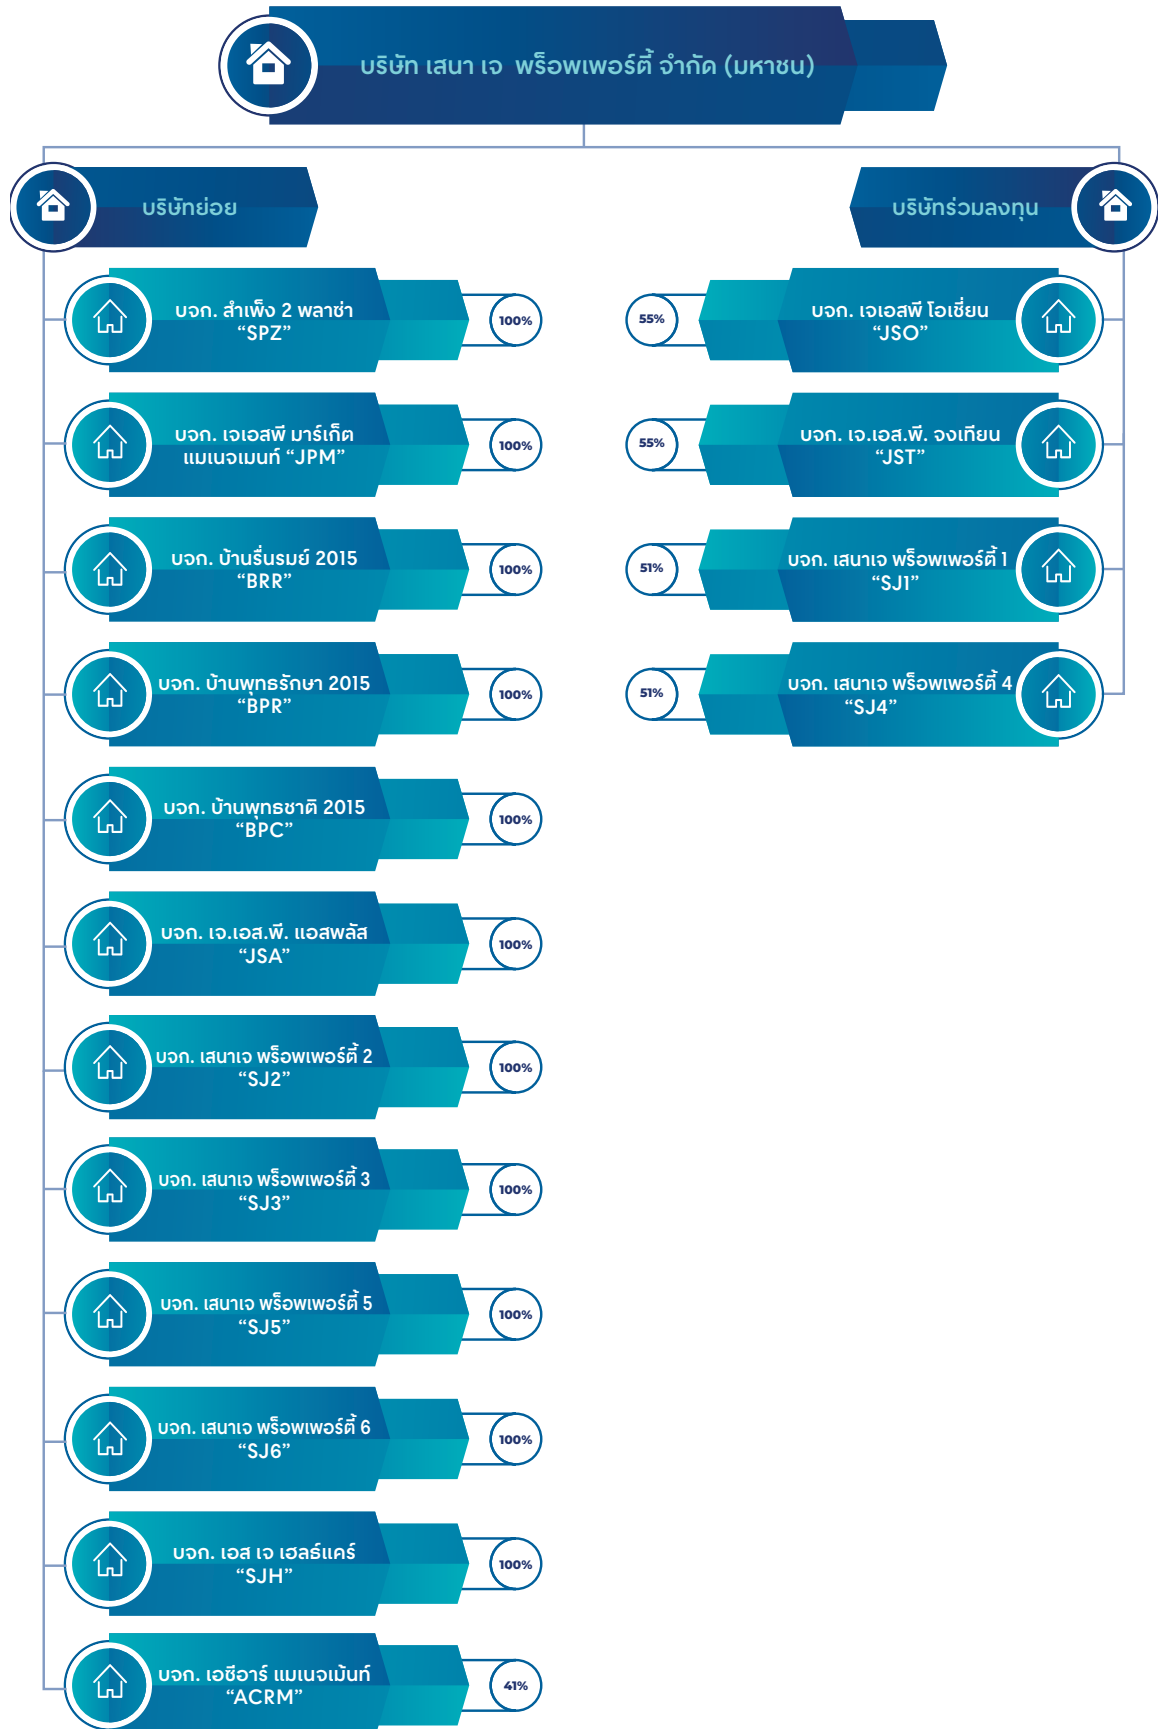 บริษัท เสนา เจ พร็อพเพอร์ตี้ จำกัด (มหาชน)
บริษัทย่อย
บจก. สำเพ็ง 2 พลาซ่า
“SPZ”
100%
บจก. เจเอสพี มาร์เก็ต
แมเนจเมนท์ “JPM”
100%
บจก. บ้านรื่นรมย์ 2015
“BRR”
100%
บจก. บ้านพุทธรักษา 2015
“BPR”
100%
บจก. บ้านพุทธชาติ 2015
“BPC”
100%
บจก. เจ.เอส.พี. แอสพลัส
“JSA”
100%
บจก. เสนาเจ พร็อพเพอร์ตี้ 2
“SJ2”
100%
บจก. เสนาเจ พร็อพเพอร์ตี้ 3
“SJ3”
100%
บจก. เสนาเจ พร็อพเพอร์ตี้ 5
“SJ5”
100%
บจก. เสนาเจ พร็อพเพอร์ตี้ 6
“SJ6”
100%
บจก. เอส เจ เฮลธ์แคร์
“SJH”
100%
บจก. เอซีอาร์ แมเนจเม้นท์
“ACRM”
41%
บริษัทร่วมลงทุน
55%
บจก. เจเอสพี โอเชี่ยน
“JSO”
55%
บจก. เจ.เอส.พี. จงเทียน
“JST”
51%
บจก. เสนาเจ พร็อพเพอร์ตี้ 1
“SJ1”
51%
บจก. เสนาเจ พร็อพเพอร์ตี้ 4
“SJ4”